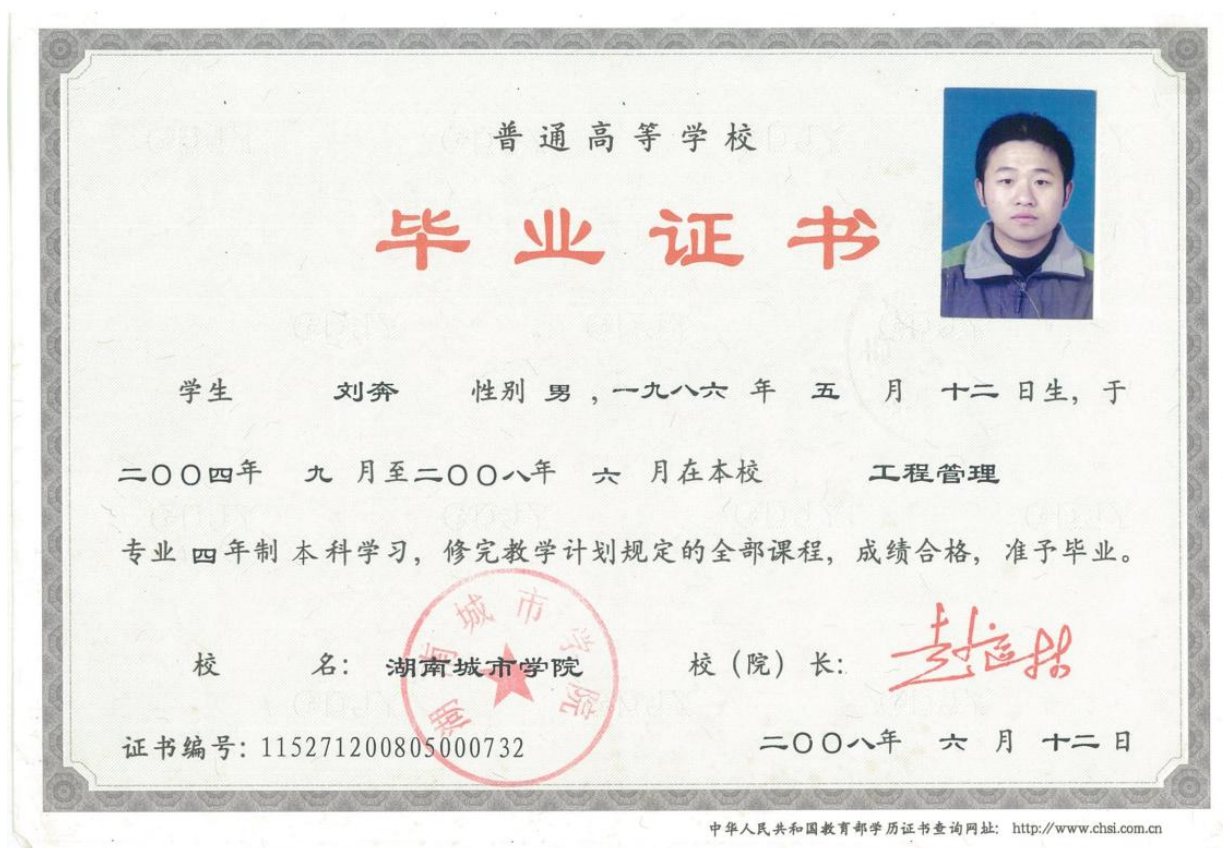 普通高等学校
毕业证书
学生 刘奔 性别 男 ,一九八六 年 五 月 十二 日生, 于
二〇〇四年 九 月至二〇〇八年 六 月在本校 工程管理
专业 四年制 本科学习, 修完教学计划规定的全部课程, 成绩合格, 准予毕业。
湖南城市学院
校 名: 湖南城市学院 校 (院) 长:
证书编号: 115271200805000732 二〇〇八年 六 月 十二 日
中华人民共和国教育部学历证书查询网址: http://www.chsi.com.cn